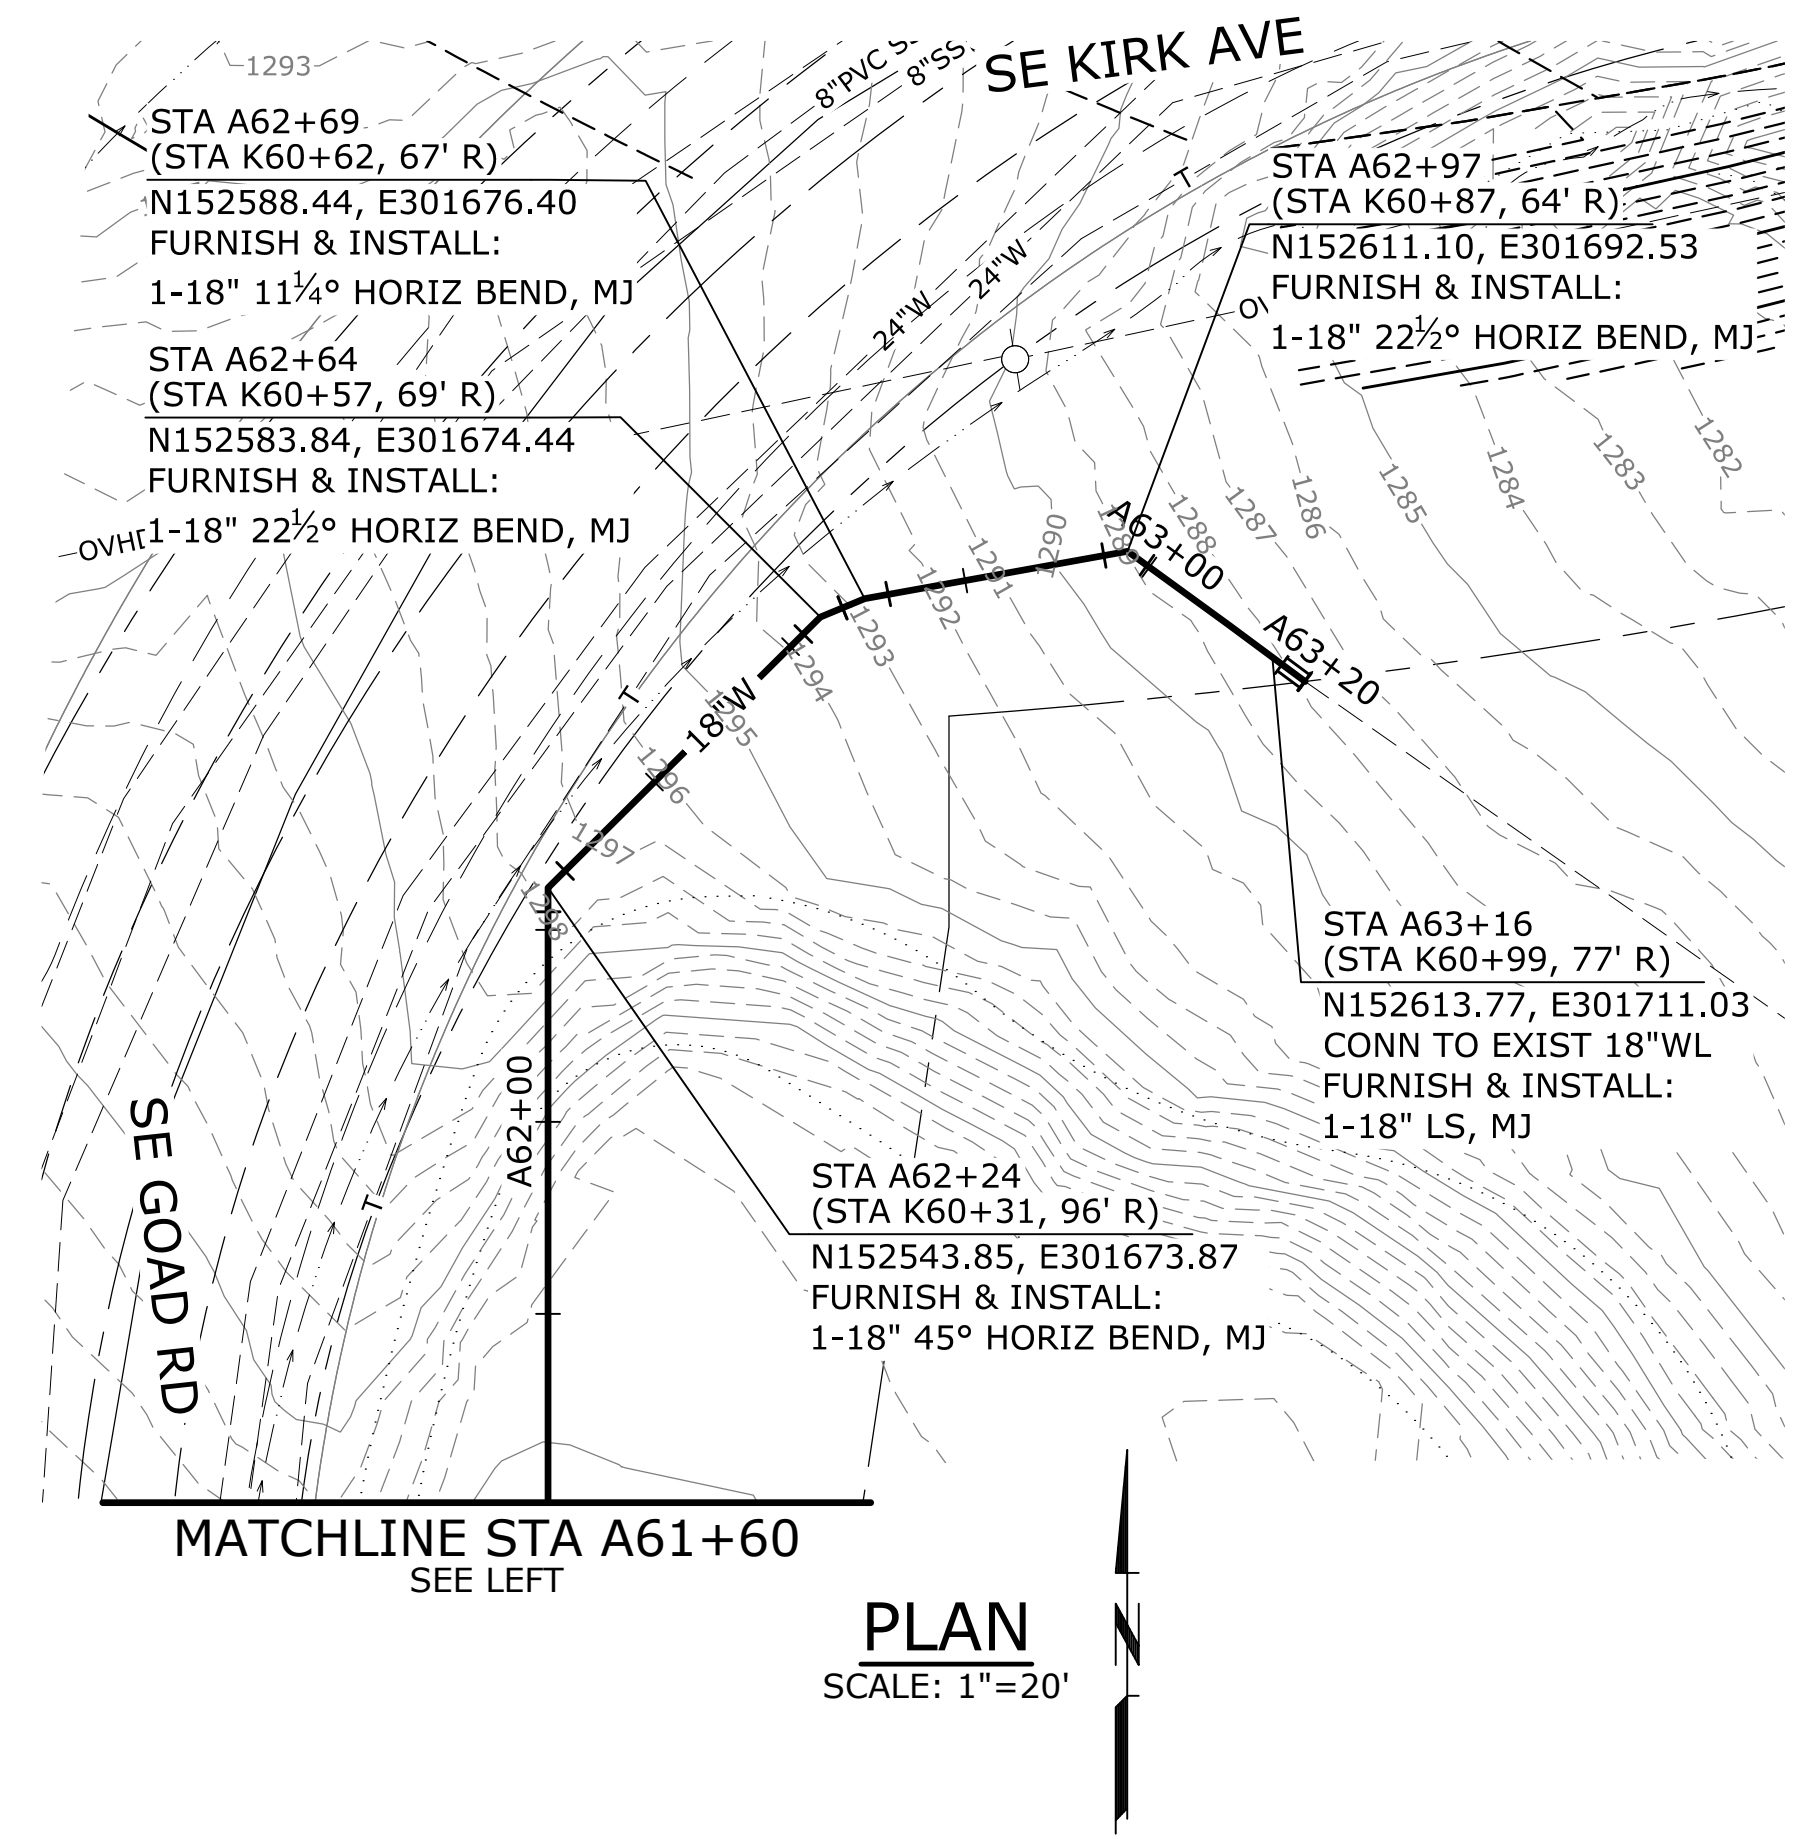 SE KIRK AVE
8"PVC
8"SS
1293
STA A62+69
(STA K60+62, 67' R)
N152588.44, E301676.40
FURNISH & INSTALL:
1-18" 11¼° HORIZ BEND, MJ
STA A62+64
(STA K60+57, 69' R)
N152583.84, E301674.44
FURNISH & INSTALL:
1-18" 22½° HORIZ BEND, MJ
T
STA A62+97
(STA K60+87, 64' R)
N152611.10, E301692.53
FURNISH & INSTALL:
1-18" 22½° HORIZ BEND, MJ
24"W
24"W
1282
1283
1284
1285
1286
1287
1288
1289
1290
1291
1292
1293
1294
1295
1296
1297
1298
A63+00
A63+20
18"W
T
STA A63+16
(STA K60+99, 77' R)
N152613.77, E301711.03
CONN TO EXIST 18"WL
FURNISH & INSTALL:
1-18" LS, MJ
A62+00
SE GOAD RD
T
STA A62+24
(STA K60+31, 96' R)
N152543.85, E301673.87
FURNISH & INSTALL:
1-18" 45° HORIZ BEND, MJ
MATCHLINE STA A61+60
SEE LEFT
PLAN
SCALE: 1"=20'
N